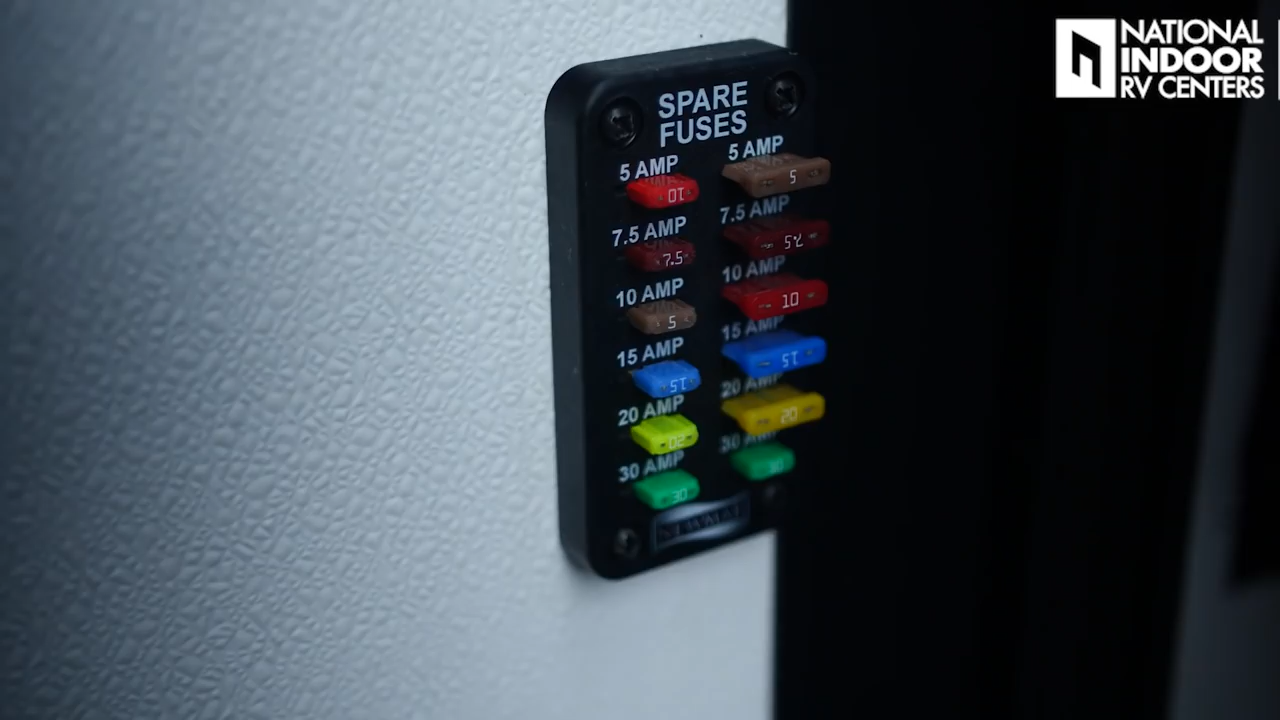 NATIONAL
INDOOR
RV CENTERS
SPARE
FUSES
5 AMP 5 AMP
10 5
7.5 AMP 7.5 AMP
7.5 7.5
10 AMP 10 AMP
5 10
15 AMP 15 AMP
15 15
20 AMP 20 AMP
20 20
30 AMP 30 AMP
30 30
NEWMAR